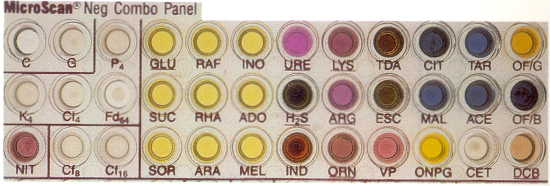 MicroScan® Neg Combo Panel
C G P4 GLU RAF INO URE LYS TDA CIT TAR OF/G
K4 Cf4 Fd64 SUC RHA ADO H2S ARG ESC MAL ACE OF/B
NIT Cf8 Cf16 SOR ARA MEL IND ORN VP ONPG CET DCB